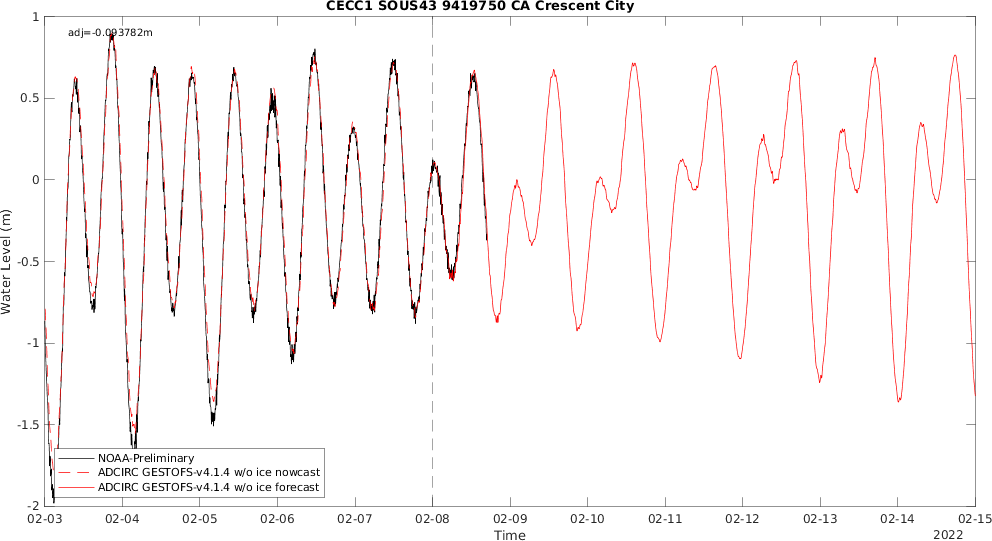 CECC1 SOUS43 9419750 CA Crescent City
adj=-0.093782m
Water Level (m)
1
0.5
0
-0.5
-1
-1.5
-2
NOAA-Preliminary
ADCIRC GESTOFS-v4.1.4 w/o ice nowcast
ADCIRC GESTOFS-v4.1.4 w/o ice forecast
02-03 02-04 02-05 02-06 02-07 02-08 02-09 02-10 02-11 02-12 02-13 02-14 02-15
Time
2022